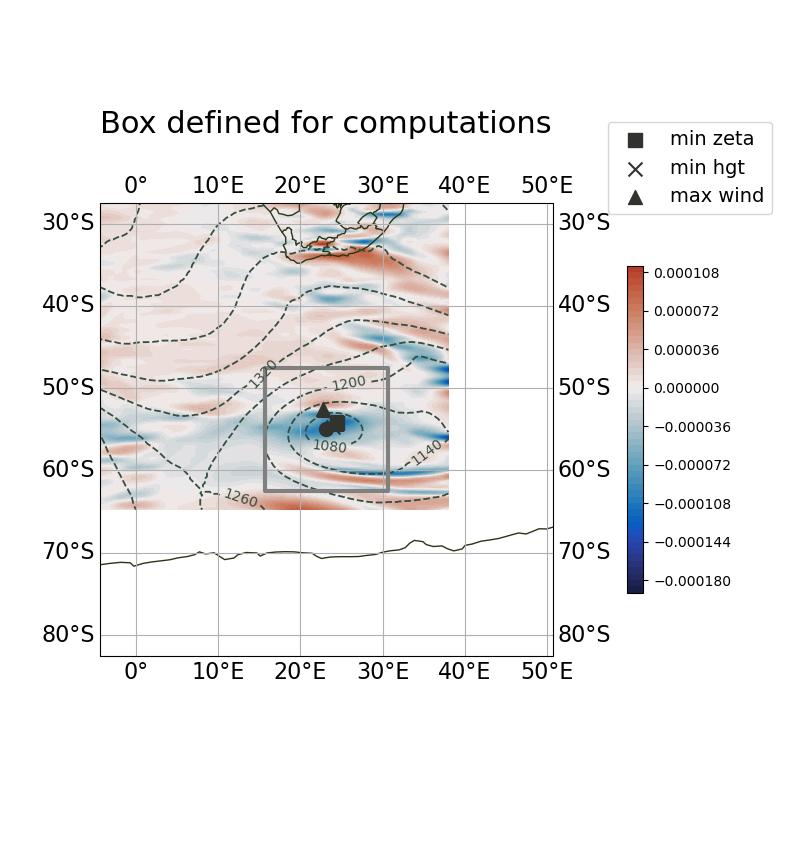 Box defined for computations
min zeta
min hgt
max wind
0° 10°E 20°E 30°E 40°E 50°E
30°S 30°S
40°S 40°S
50°S 50°S
60°S 60°S
70°S 70°S
80°S 80°S
1320
1200
1080
1140
1260
0° 10°E 20°E 30°E 40°E 50°E
0.000108
0.000072
0.000036
0.000000
−0.000036
−0.000072
−0.000108
−0.000144
−0.000180